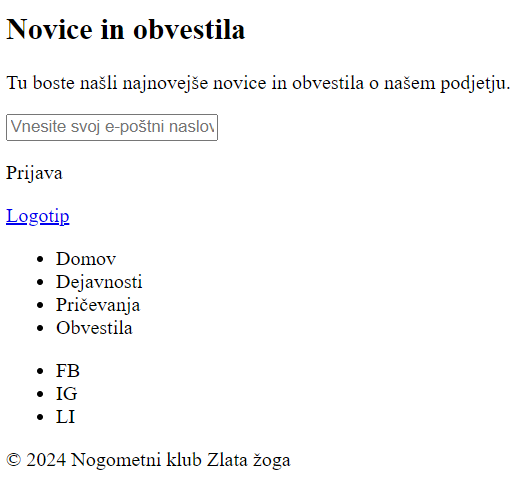 Novice in obvestila
Tu boste našli najnovejše novice in obvestila o našem podjetju.
Vnesite svoj e-poštni naslov
Prijava
Logotip
Domov
Dejavnosti
Pričevanja
Obvestila
FB
IG
LI
© 2024 Nogometni klub Zlata žoga